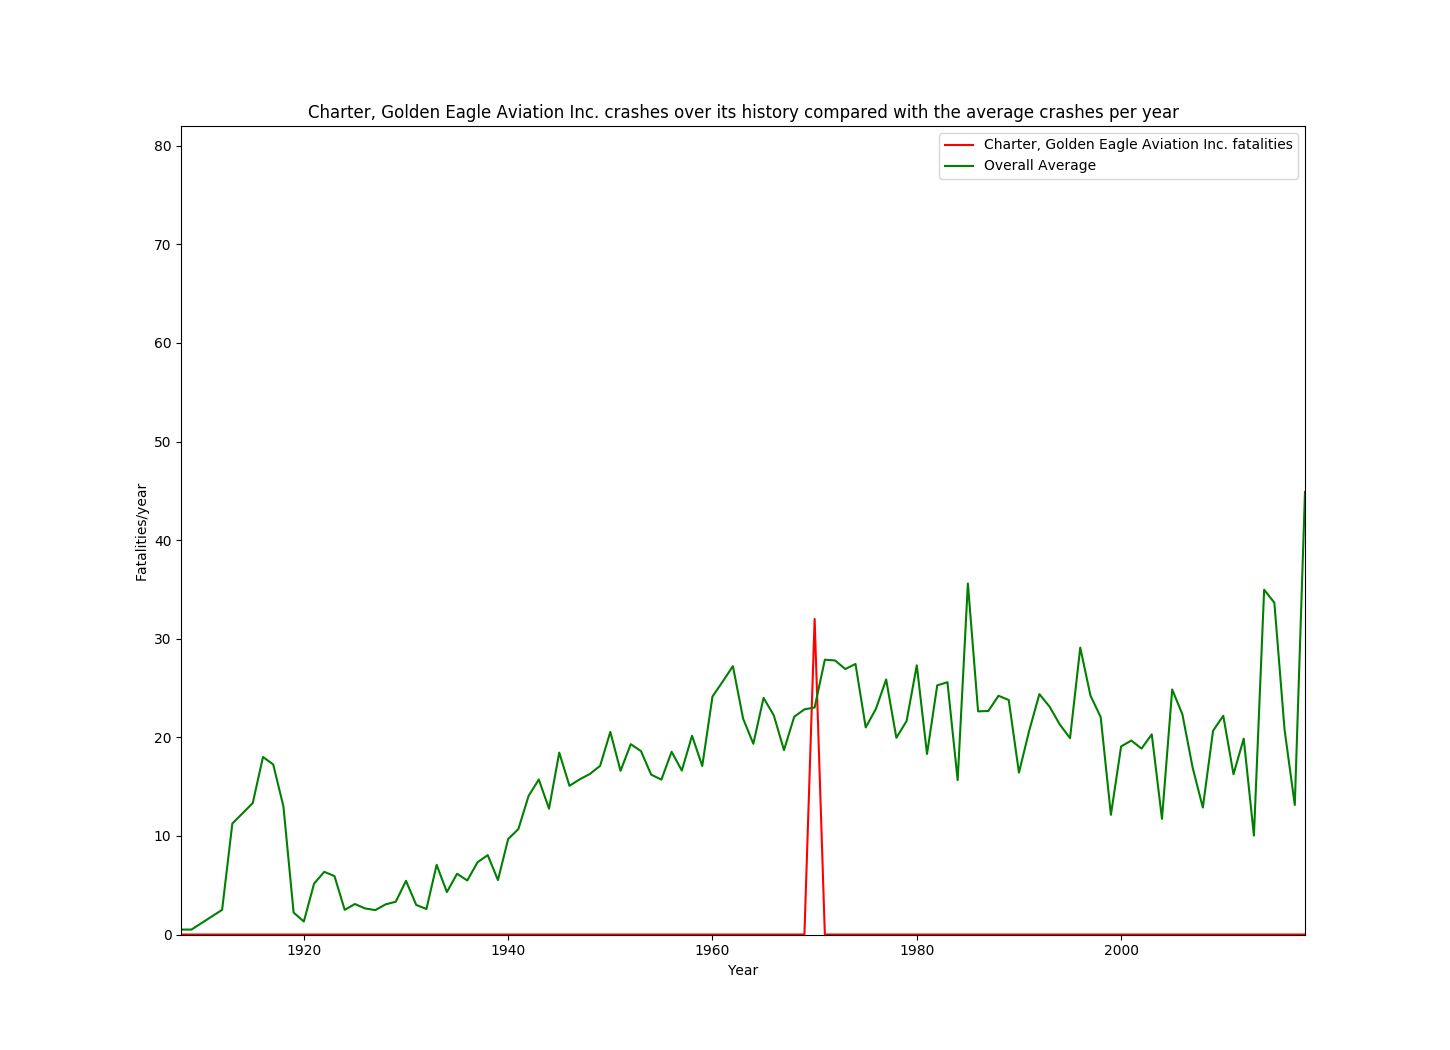 Charter, Golden Eagle Aviation Inc. crashes over its history compared with the average crashes per year
Charter, Golden Eagle Aviation Inc. fatalities
Overall Average
80
70
60
50
40
30
20
10
0
Fatalities/year
1920 1940 1960 1980 2000
Year